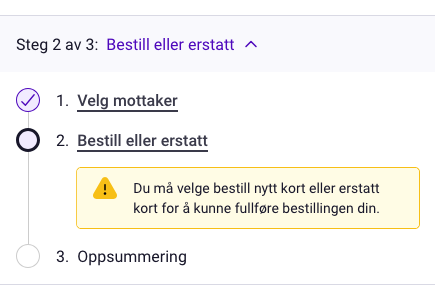 Steg 2 av 3: Bestill eller erstatt
1. Velg mottaker
2. Bestill eller erstatt
Du må velge bestill nytt kort eller erstatt
kort for å kunne fullføre bestillingen din.
3. Oppsummering